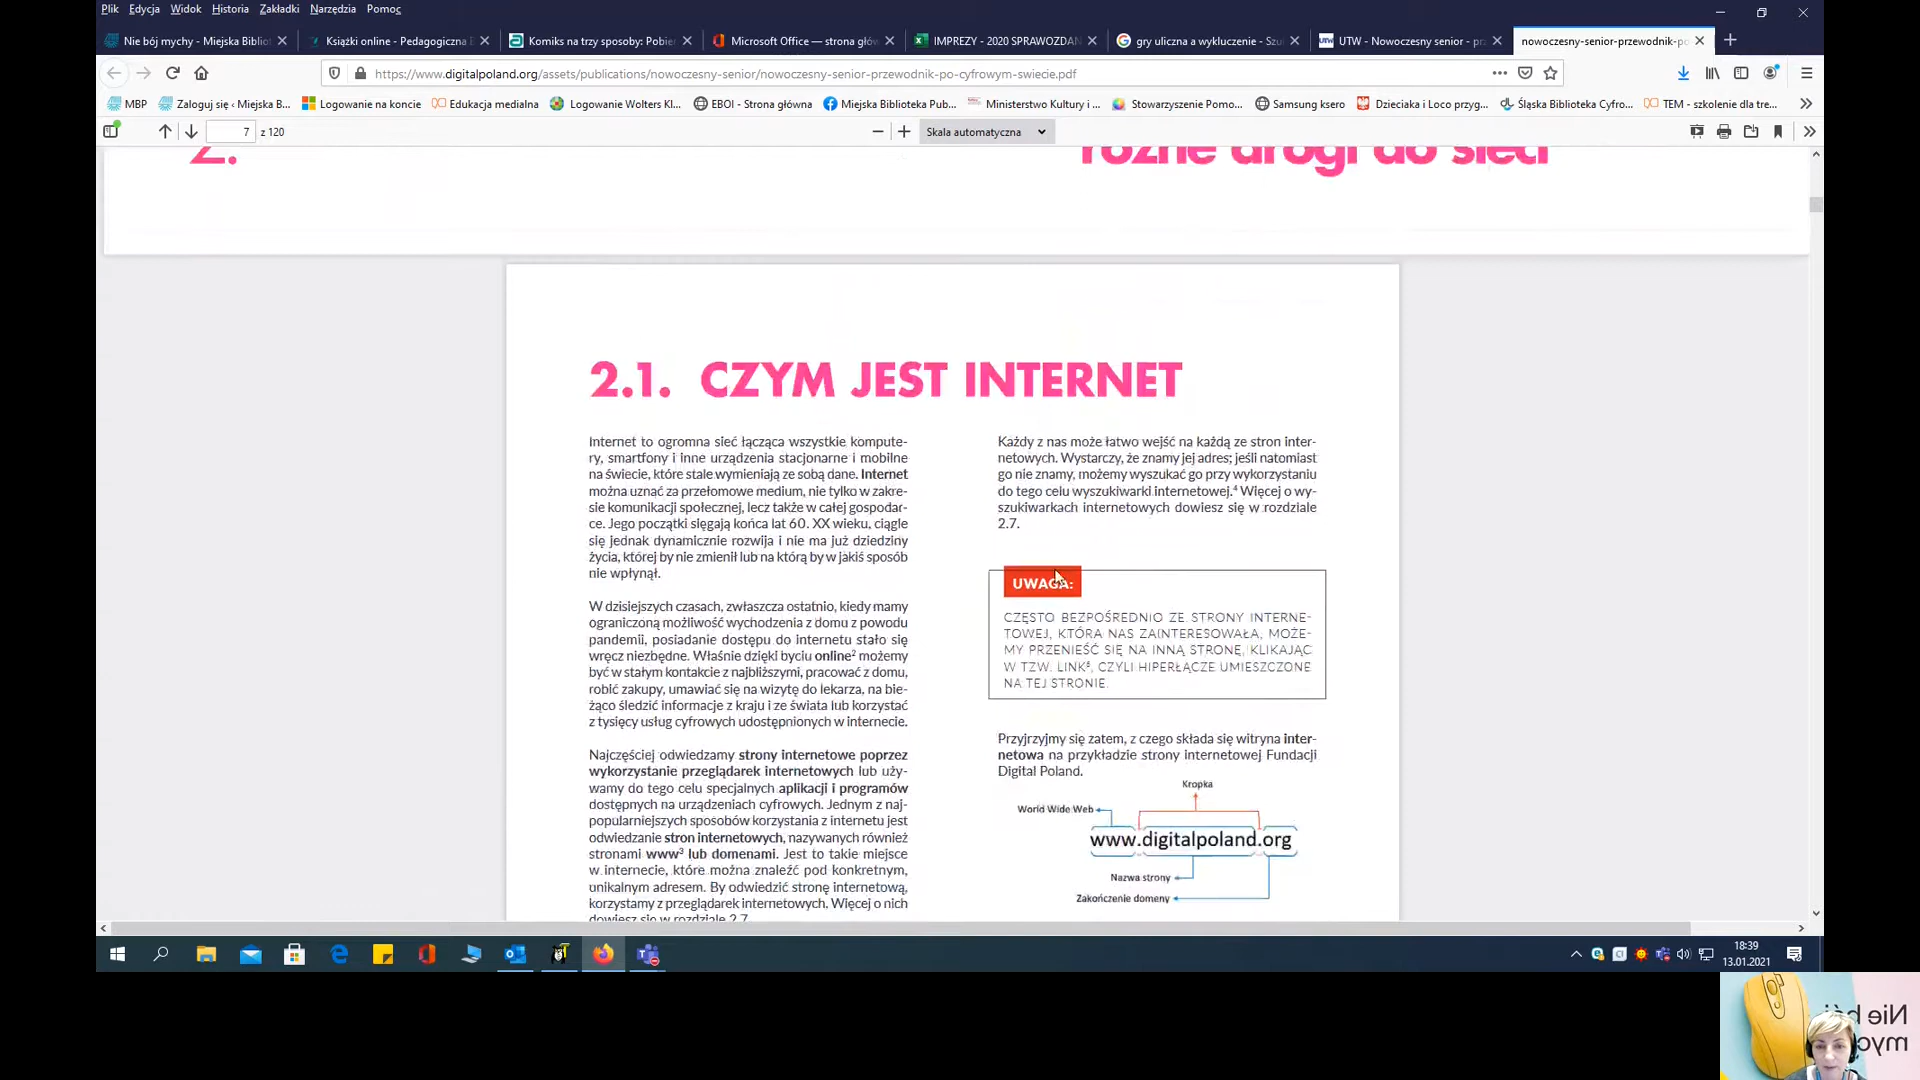 Plik Edycja Widok Historia Zakładki Narzędzia Pomoc
Nie bój mychy - Miejska Bibliot
Książki online - Pedagogiczna
Komiks na trzy sposoby: Pobier
Microsoft Office — strona głów
IMPREZY - 2020 SPRAWOZDAN
gry uliczna a wykluczenie - Szu
UTW - Nowoczesny senior - pr
nowoczesny-senior-przewodnik-po
https://www.digitalpoland.org/assets/publications/nowoczesny-senior/nowoczesny-senior-przewodnik-po-cyfrowym-swiecie.pdf
MBP Zaloguj się ‹ Miejska B... Logowanie na koncie Edukacja medialna Logowanie Wolters Kl... EBOI - Strona główna Miejska Biblioteka Pub... Ministerstwo Kultury i ... Stowarzyszenie Pomo... Samsung ksero Dzieciaka i Loco przyg... Śląska Biblioteka Cyfro... TEM - szkolenie dla tre...
7 z 120 Skala automatyczna
2. różne drogi do sieci
2.1. CZYM JEST INTERNET
Internet to ogromna sieć łącząca wszystkie kompute-
ry, smartfony i inne urządzenia stacjonarne i mobilne
na świecie, które stale wymieniają ze sobą dane. Internet
można uznać za przełomowe medium, nie tylko w zakre-
sie komunikacji społecznej, lecz także w całej gospodar-
ce. Jego początki sięgają końca lat 60. XX wieku, ciągle
się jednak dynamicznie rozwija i nie ma już dziedziny
życia, której by nie zmienił lub na którą by w jakiś sposób
nie wpłynął.
W dzisiejszych czasach, zwłaszcza ostatnio, kiedy mamy
ograniczoną możliwość wychodzenia z domu z powodu
pandemii, posiadanie dostępu do internetu stało się
wręcz niezbędne. Właśnie dzięki byciu online² możemy
być w stałym kontakcie z najbliższymi, pracować z domu,
robić zakupy, umawiać się na wizytę do lekarza, na bie-
żąco śledzić informacje z kraju i ze świata lub korzystać
z tysięcy usług cyfrowych udostępnionych w internecie.
Najczęściej odwiedzamy strony internetowe poprzez
wykorzystanie przeglądarek internetowych lub uży-
wamy do tego celu specjalnych aplikacji i programów
dostępnych na urządzeniach cyfrowych. Jednym z naj-
popularniejszych sposobów korzystania z internetu jest
odwiedzanie stron internetowych, nazywanych również
stronami www³ lub domenami. Jest to takie miejsce
w internecie, które można znaleźć pod konkretnym,
unikalnym adresem. By odwiedzić stronę internetową,
korzystamy z przeglądarek internetowych. Więcej o nich
dowiesz się w rozdziale 2.7.
Każdy z nas może łatwo wejść na każdą ze stron inter-
netowych. Wystarczy, że znamy jej adres; jeśli natomiast
go nie znamy, możemy wyszukać go przy wykorzystaniu
do tego celu wyszukiwarki internetowej.⁴ Więcej o wy-
szukiwarkach internetowych dowiesz się w rozdziale
2.7.
UWAGA:
CZĘSTO BEZPOŚREDNIO ZE STRONY INTERNE-
TOWEJ, KTÓRA NAS ZAINTERESOWAŁA, MOŻE-
MY PRZENIEŚĆ SIĘ NA INNĄ STRONĘ, KLIKAJĄC
W TZW. LINK⁵, CZYLI HIPERŁĄCZE UMIESZCZONE
NA TEJ STRONIE.
Przyjrzyjmy się zatem, z czego składa się witryna inter-
netowa na przykładzie strony internetowej Fundacji
Digital Poland.
Kropka
World Wide Web
www.digitalpoland.org
Nazwa strony
Zakończenie domeny
18:39
13.01.2021
Nie bój
myc